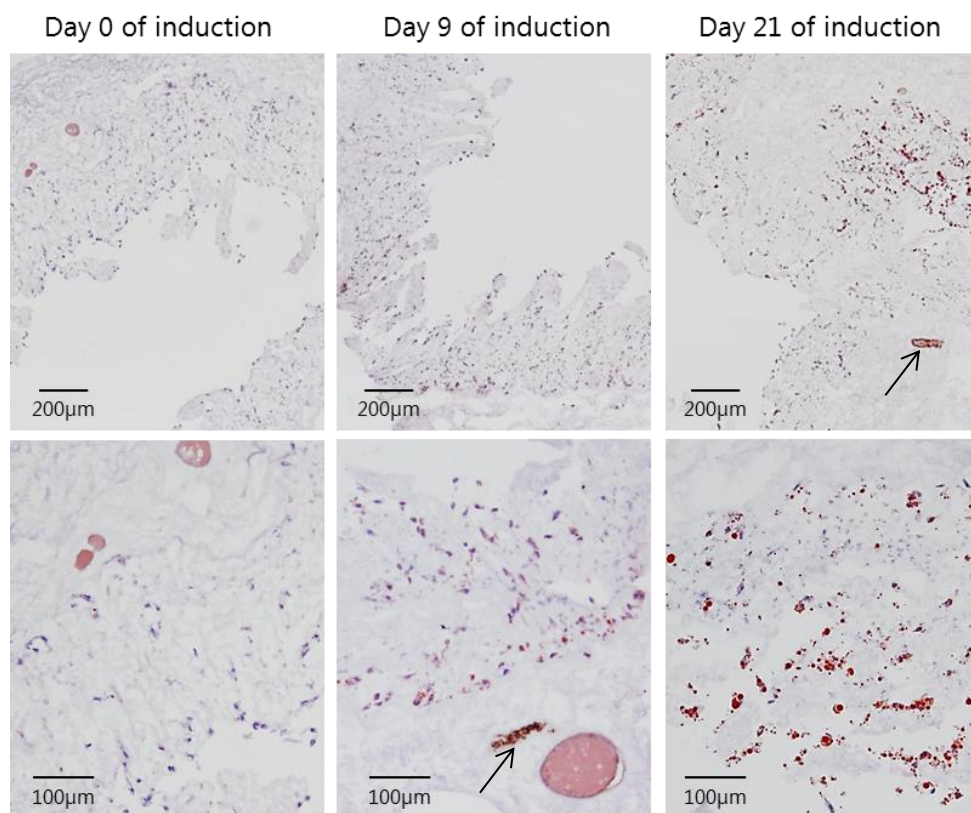 Day 0 of induction
Day 9 of induction
Day 21 of induction
200μm
200μm
200μm
100μm
100μm
100μm